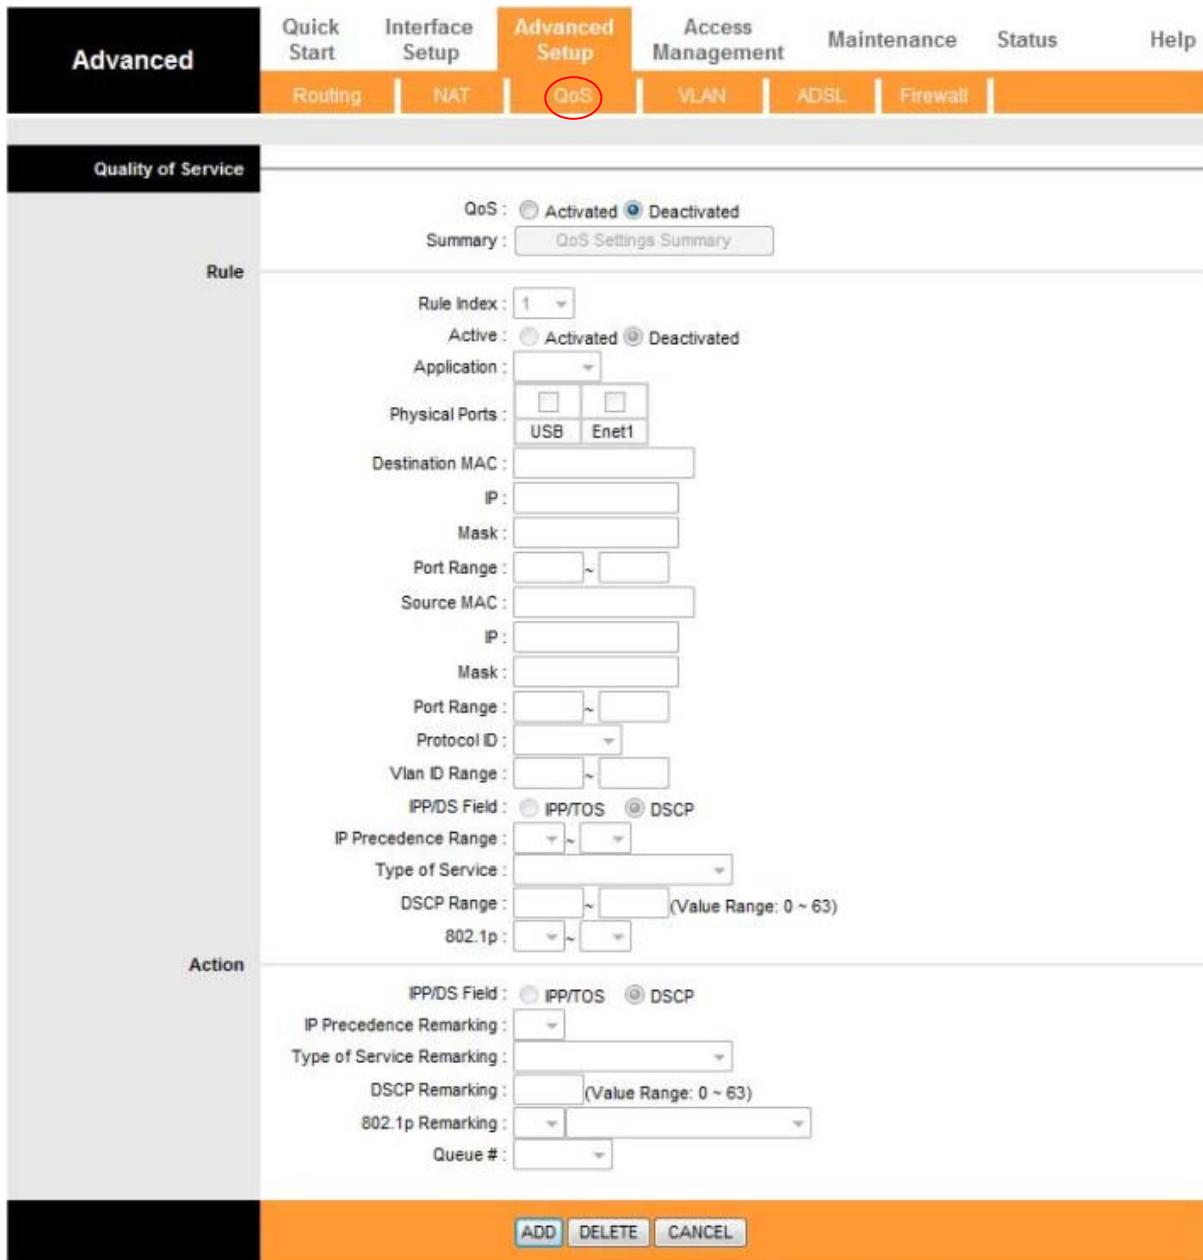 Advanced
Quick Start
Interface Setup
Advanced Setup
Access Management
Maintenance
Status
Help
Routing
NAT
QoS
VLAN
ADSL
Firewall
Quality of Service
QoS : Activated Deactivated
Summary : QoS Settings Summary
Rule
Rule Index : 1
Active : Activated Deactivated
Application :
Physical Ports :
USB Enet1
Destination MAC :
IP :
Mask :
Port Range : ~
Source MAC :
IP :
Mask :
Port Range : ~
Protocol ID :
Vlan ID Range : ~
IPP/DS Field : IPP/TOS DSCP
IP Precedence Range : ~
Type of Service :
DSCP Range : ~ (Value Range: 0 ~ 63)
802.1p : ~
Action
IPP/DS Field : IPP/TOS DSCP
IP Precedence Remarking :
Type of Service Remarking :
DSCP Remarking : (Value Range: 0 ~ 63)
802.1p Remarking :
Queue # :
ADD DELETE CANCEL